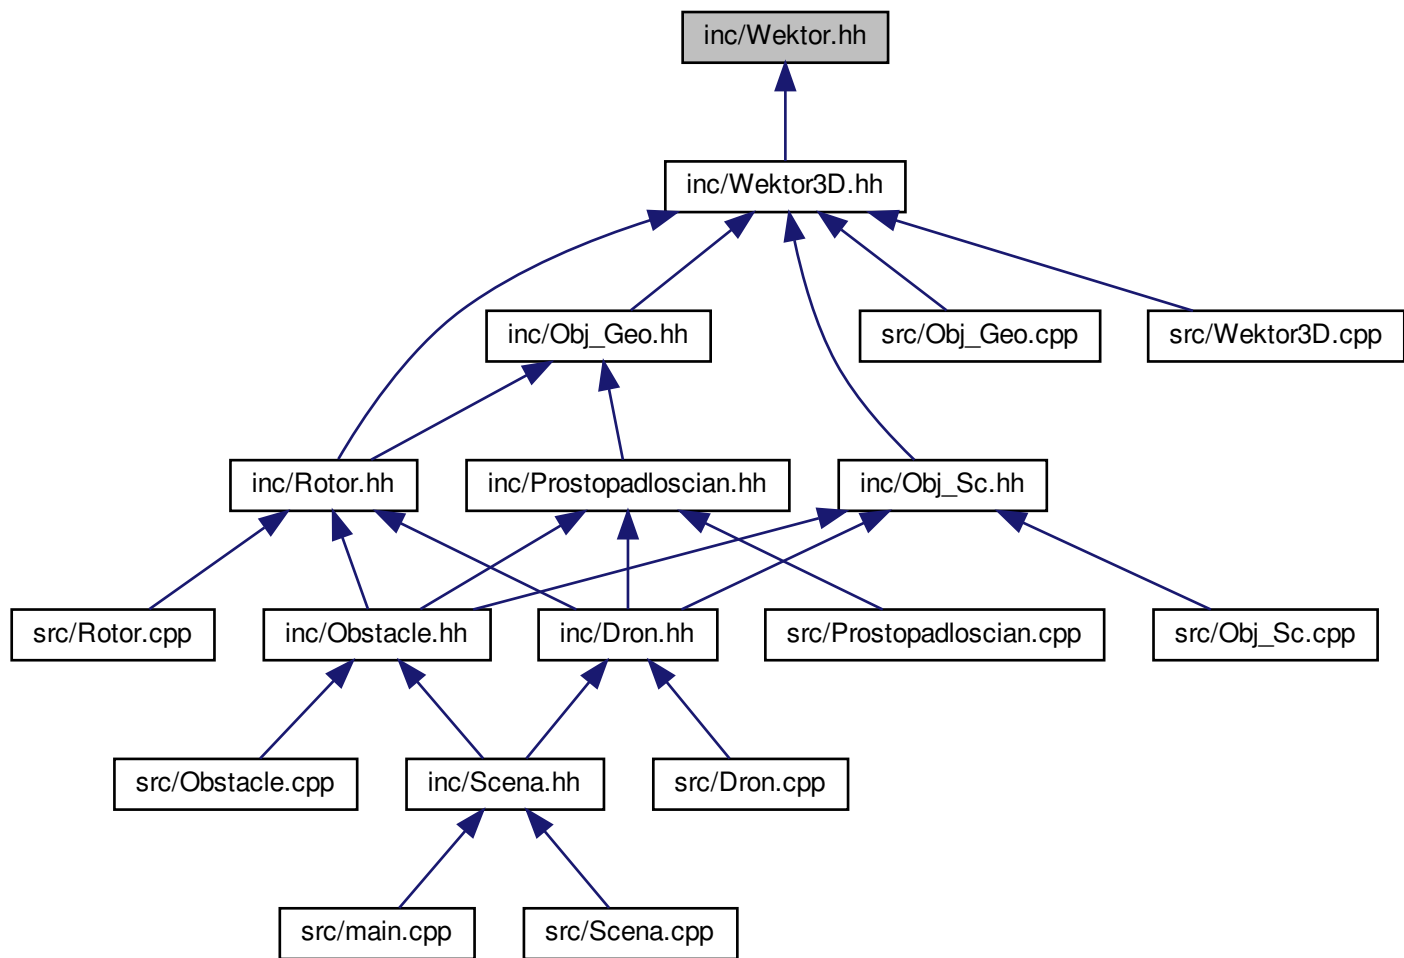 inc/Wektor.hh
inc/Wektor3D.hh
inc/Obj_Geo.hh
src/Obj_Geo.cpp
src/Wektor3D.cpp
inc/Rotor.hh
inc/Prostopadloscian.hh
inc/Obj_Sc.hh
src/Rotor.cpp
inc/Obstacle.hh
inc/Dron.hh
src/Prostopadloscian.cpp
src/Obj_Sc.cpp
src/Obstacle.cpp
inc/Scena.hh
src/Dron.cpp
src/main.cpp
src/Scena.cpp